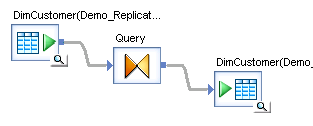 DimCustomer(Demo_Replicat...
Query
DimCustomer(Demo_